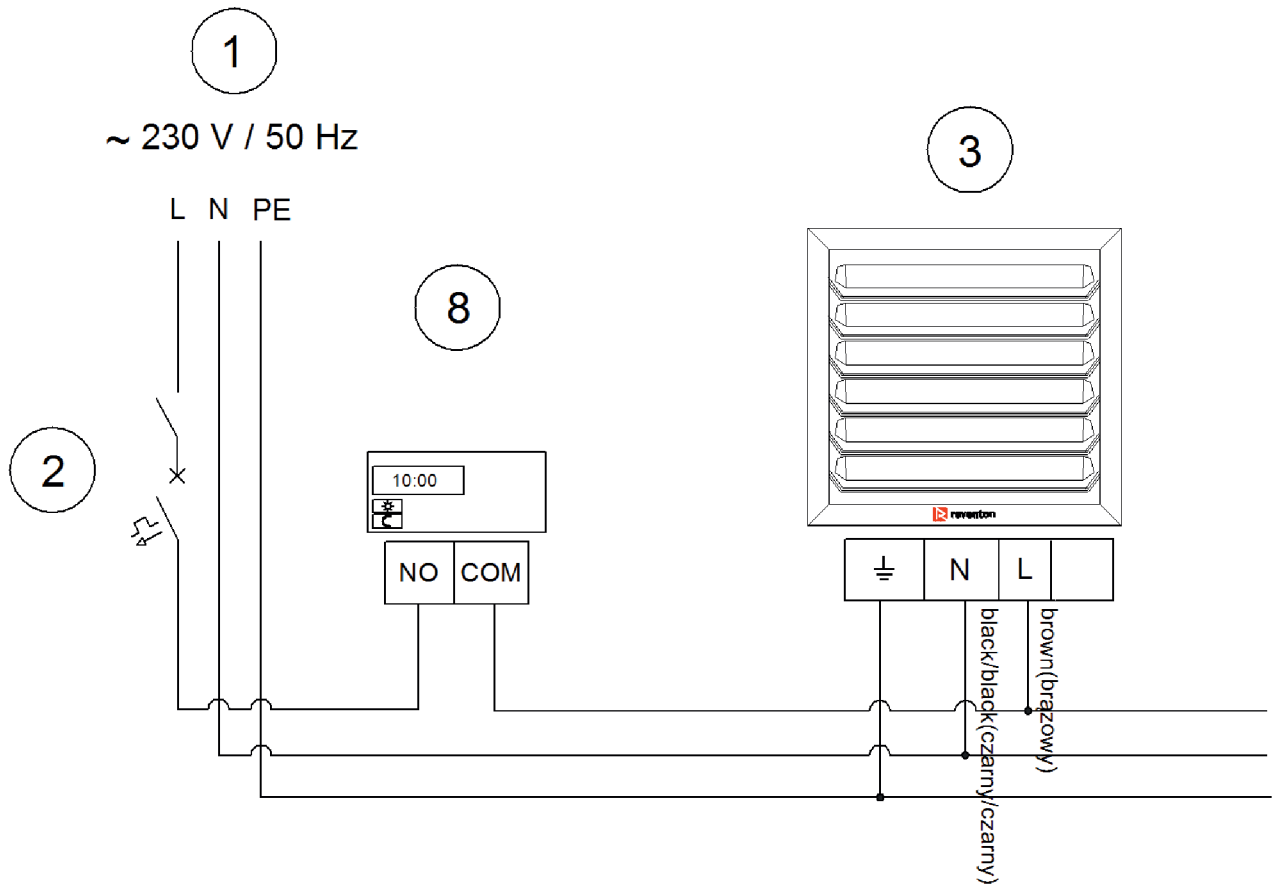 1
~ 230 V / 50 Hz
L N PE
2
8
10:00
NO COM
3
reventon
N L
black/black(czarny/czarny)
brown(brązowy)